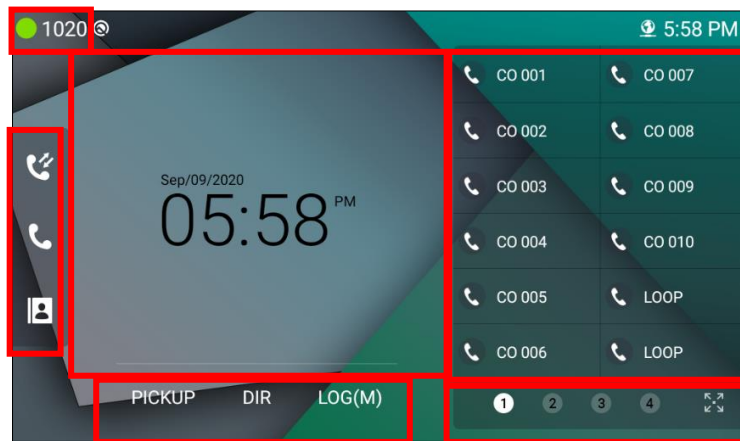 1020 5:58 PM
Sep/09/2020
05:58 PM
CO 001 CO 007
CO 002 CO 008
CO 003 CO 009
CO 004 CO 010
CO 005 LOOP
CO 006 LOOP
PICKUP DIR LOG(M)
1 2 3 4